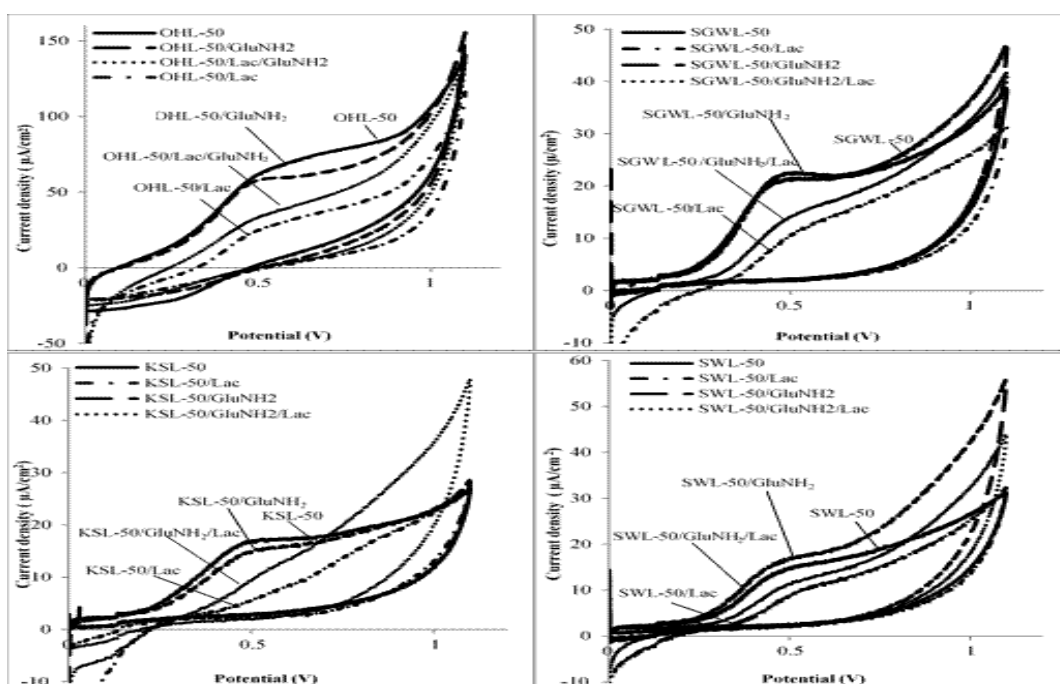 150
100
50
0
-50
Current density (µA/cm²)
OHL-50
OHL-50/GluNH2
OHL-50/Lac/GluNH2
OHL-50/Lac
OHL-50/GluNH₂
OHL-50
OHL-50/Lac/GluNH₂
OHL-50/Lac
0
0.5
1
Potential (V)
50
40
30
20
10
0
-10
Current density (µA/cm²)
SGWL-50
SGWL-50/Lac
SGWL-50/GluNH2
SGWL-50/GluNH2/Lac
SGWL-50/GluNH₂
SGWL-50
SGWL-50/GluNH₂/Lac
SGWL-50/Lac
0
0.5
1
Potential (V)
50
40
30
20
10
0
-10
Current density (µA/cm²)
KSL-50
KSL-50/Lac
KSL-50/GluNH2
KSL-50/GluNH2/Lac
KSL-50/GluNH₂
KSL-50
KSL-50/GluNH₂/Lac
KSL-50/Lac
0
0.5
1
Potential (V)
60
50
40
30
20
10
0
-10
Current density ( µA/cm²)
SWL-50
SWL-50/Lac
SWL-50/GluNH2
SWL-50/GluNH2/Lac
SWL-50/GluNH₂
SWL-50
SWL-50/GluNH₂/Lac
SWL-50/Lac
0
0.5
1
Potential (V)